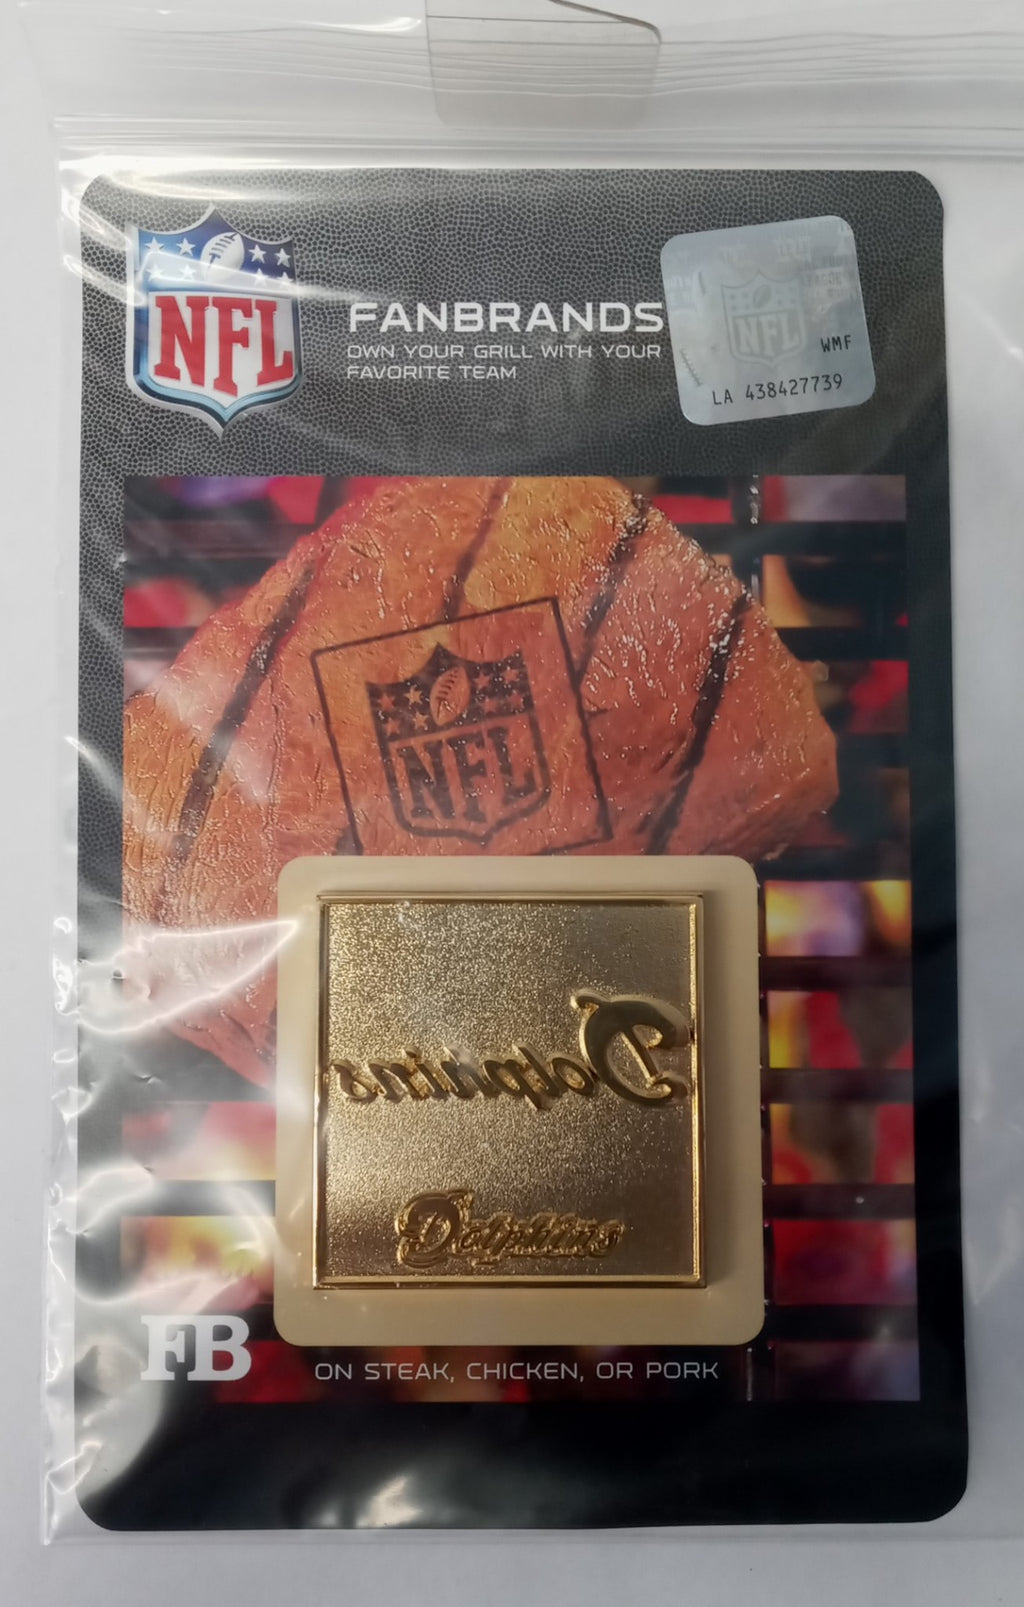 NFL
FANBRANDS
OWN YOUR GRILL WITH YOUR
FAVORITE TEAM
NFL
WMF
LA 438427739
NFL
Dolphins
Dolphins
FB
ON STEAK, CHICKEN, OR PORK